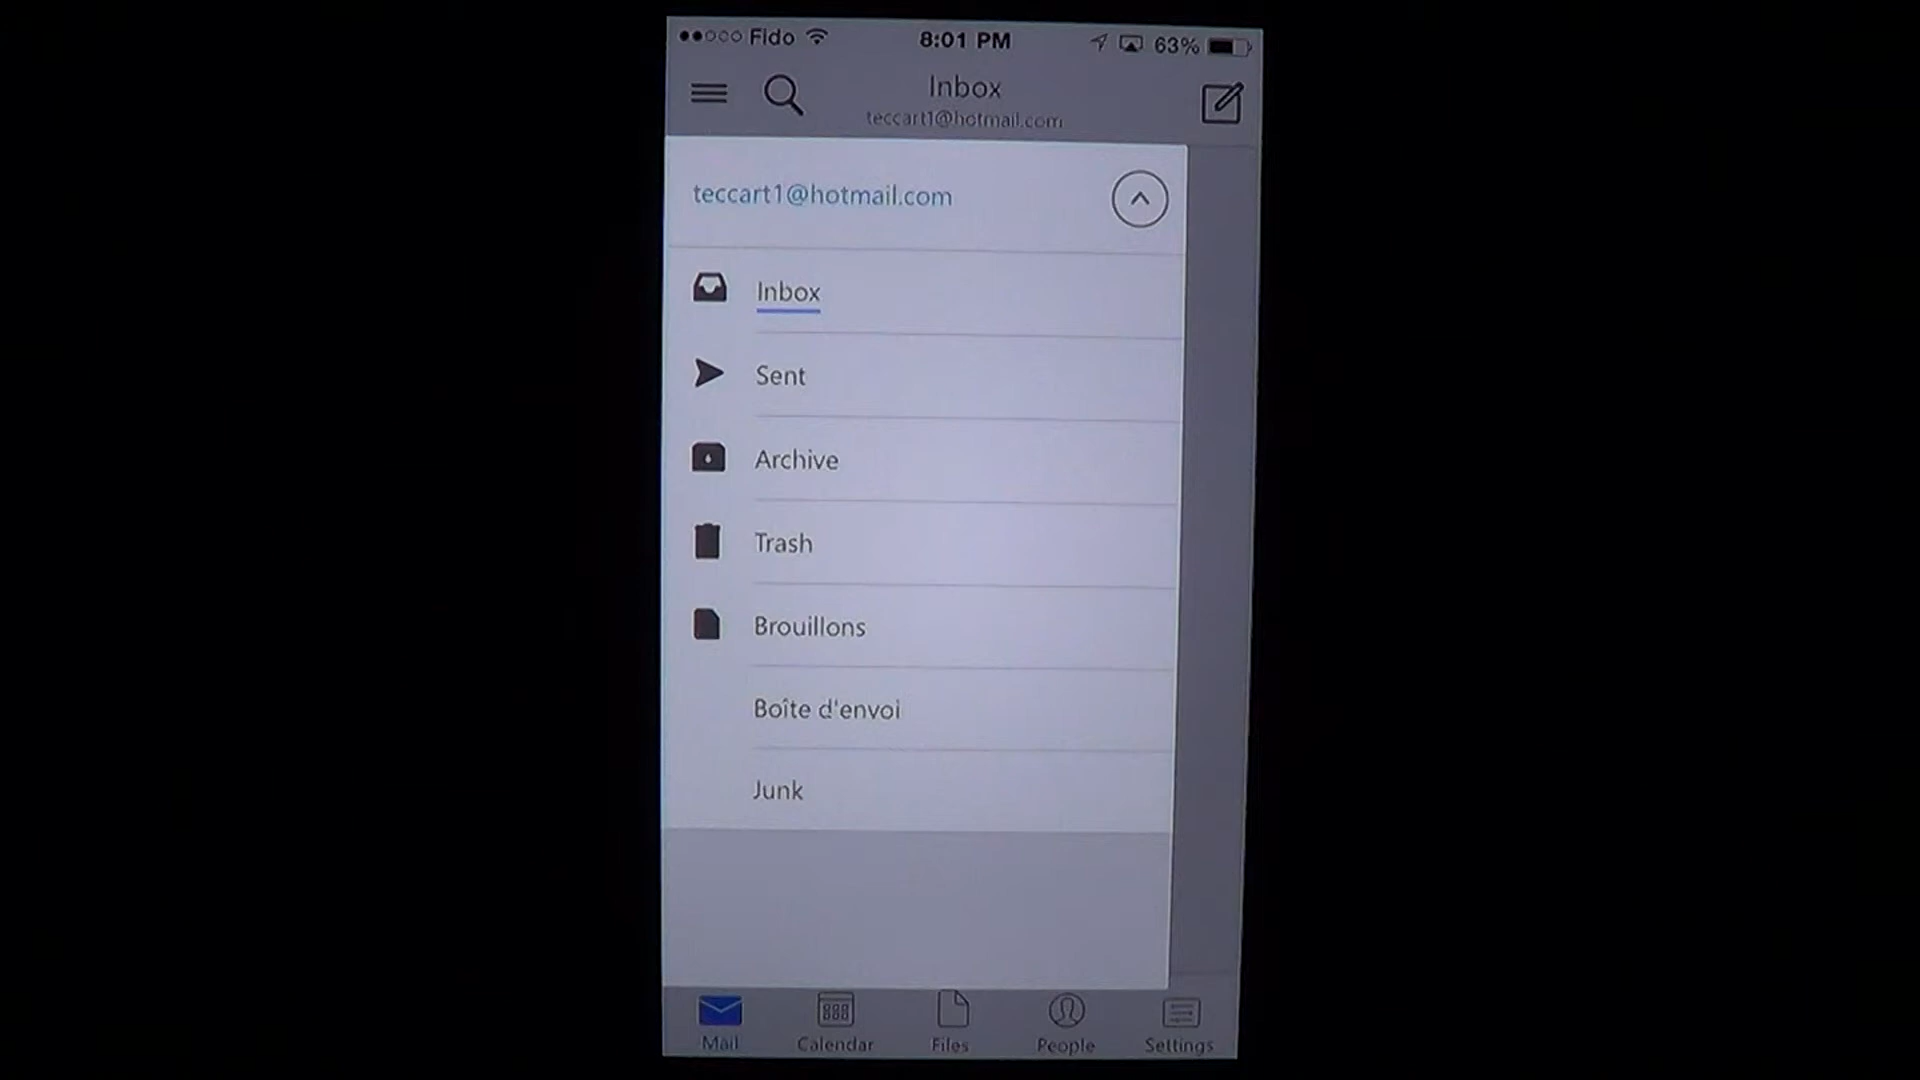 Fido 8:01 PM 63%
Inbox
teccart1@hotmail.com
teccart1@hotmail.com
Inbox
Sent
Archive
Trash
Brouillons
Boîte d'envoi
Junk
Mail Calendar Files People Settings